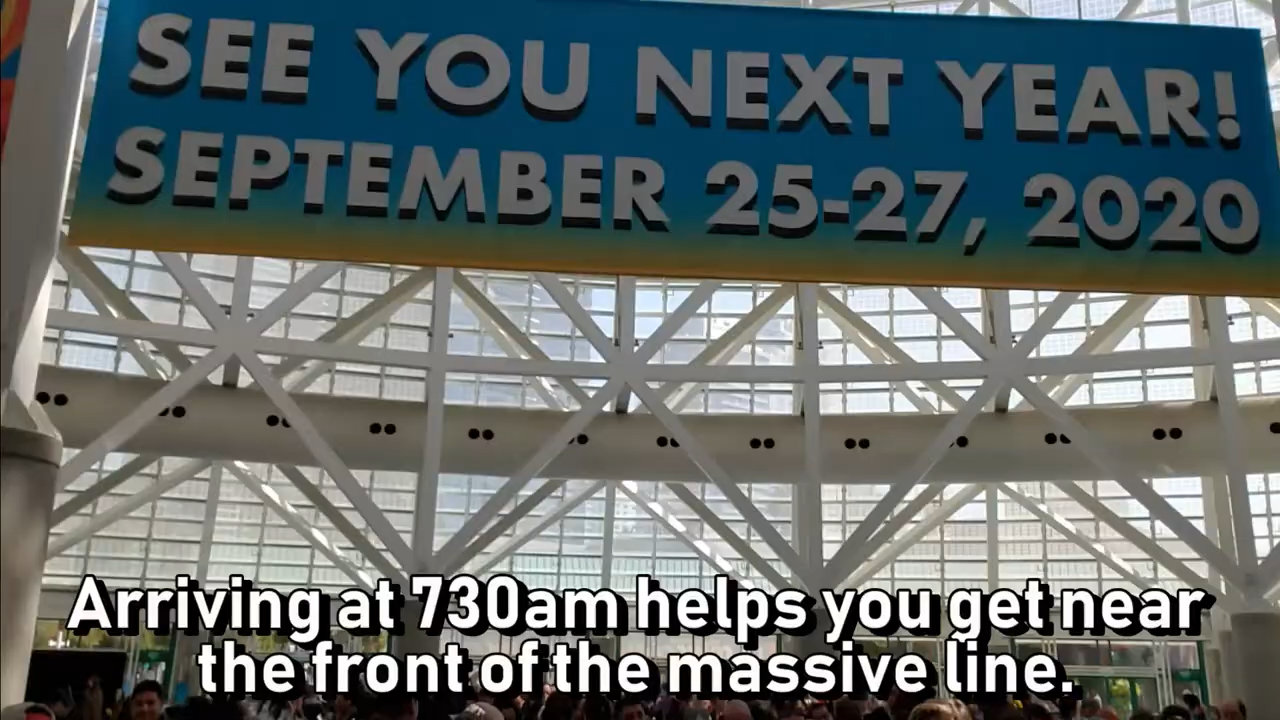 SEE YOU NEXT YEAR!
SEPTEMBER 25-27, 2020
Arriving at 730am helps you get near
the front of the massive line.